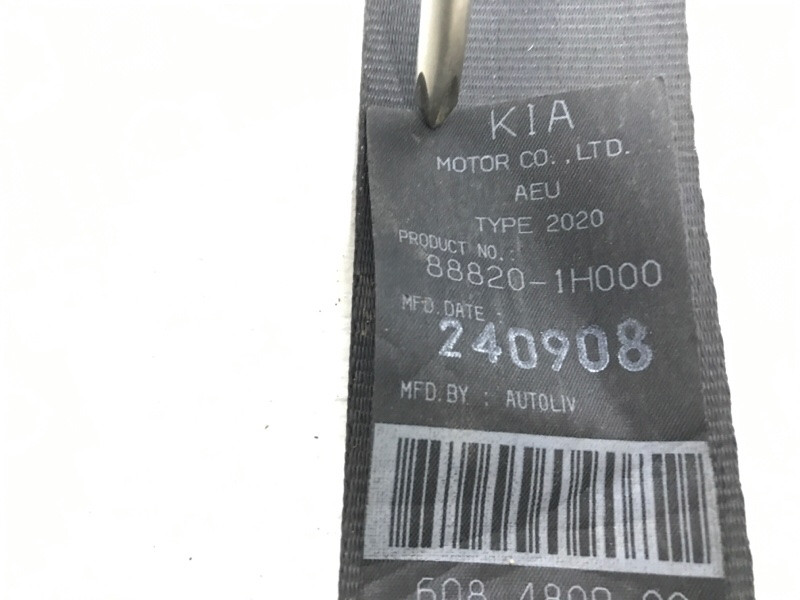 KIA
MOTOR CO.,LTD.
AEU
TYPE 2020
PRODUCT NO.:
88820-1H000
MFD.DATE :
240908
MFD.BY : AUTOLIV